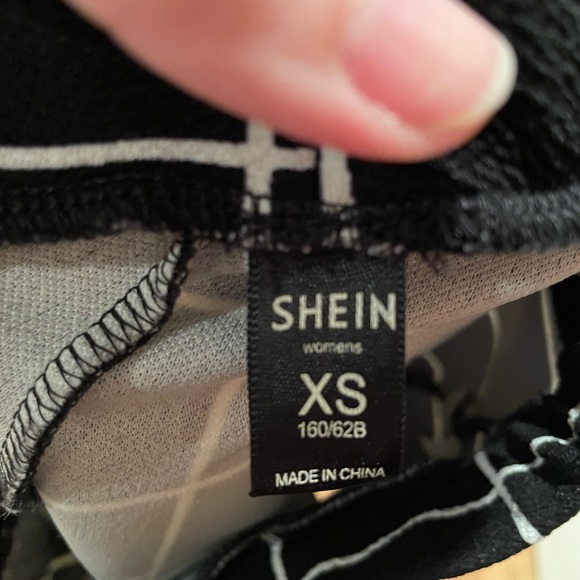 SHEIN
womens
XS
160/62B
MADE IN CHINA